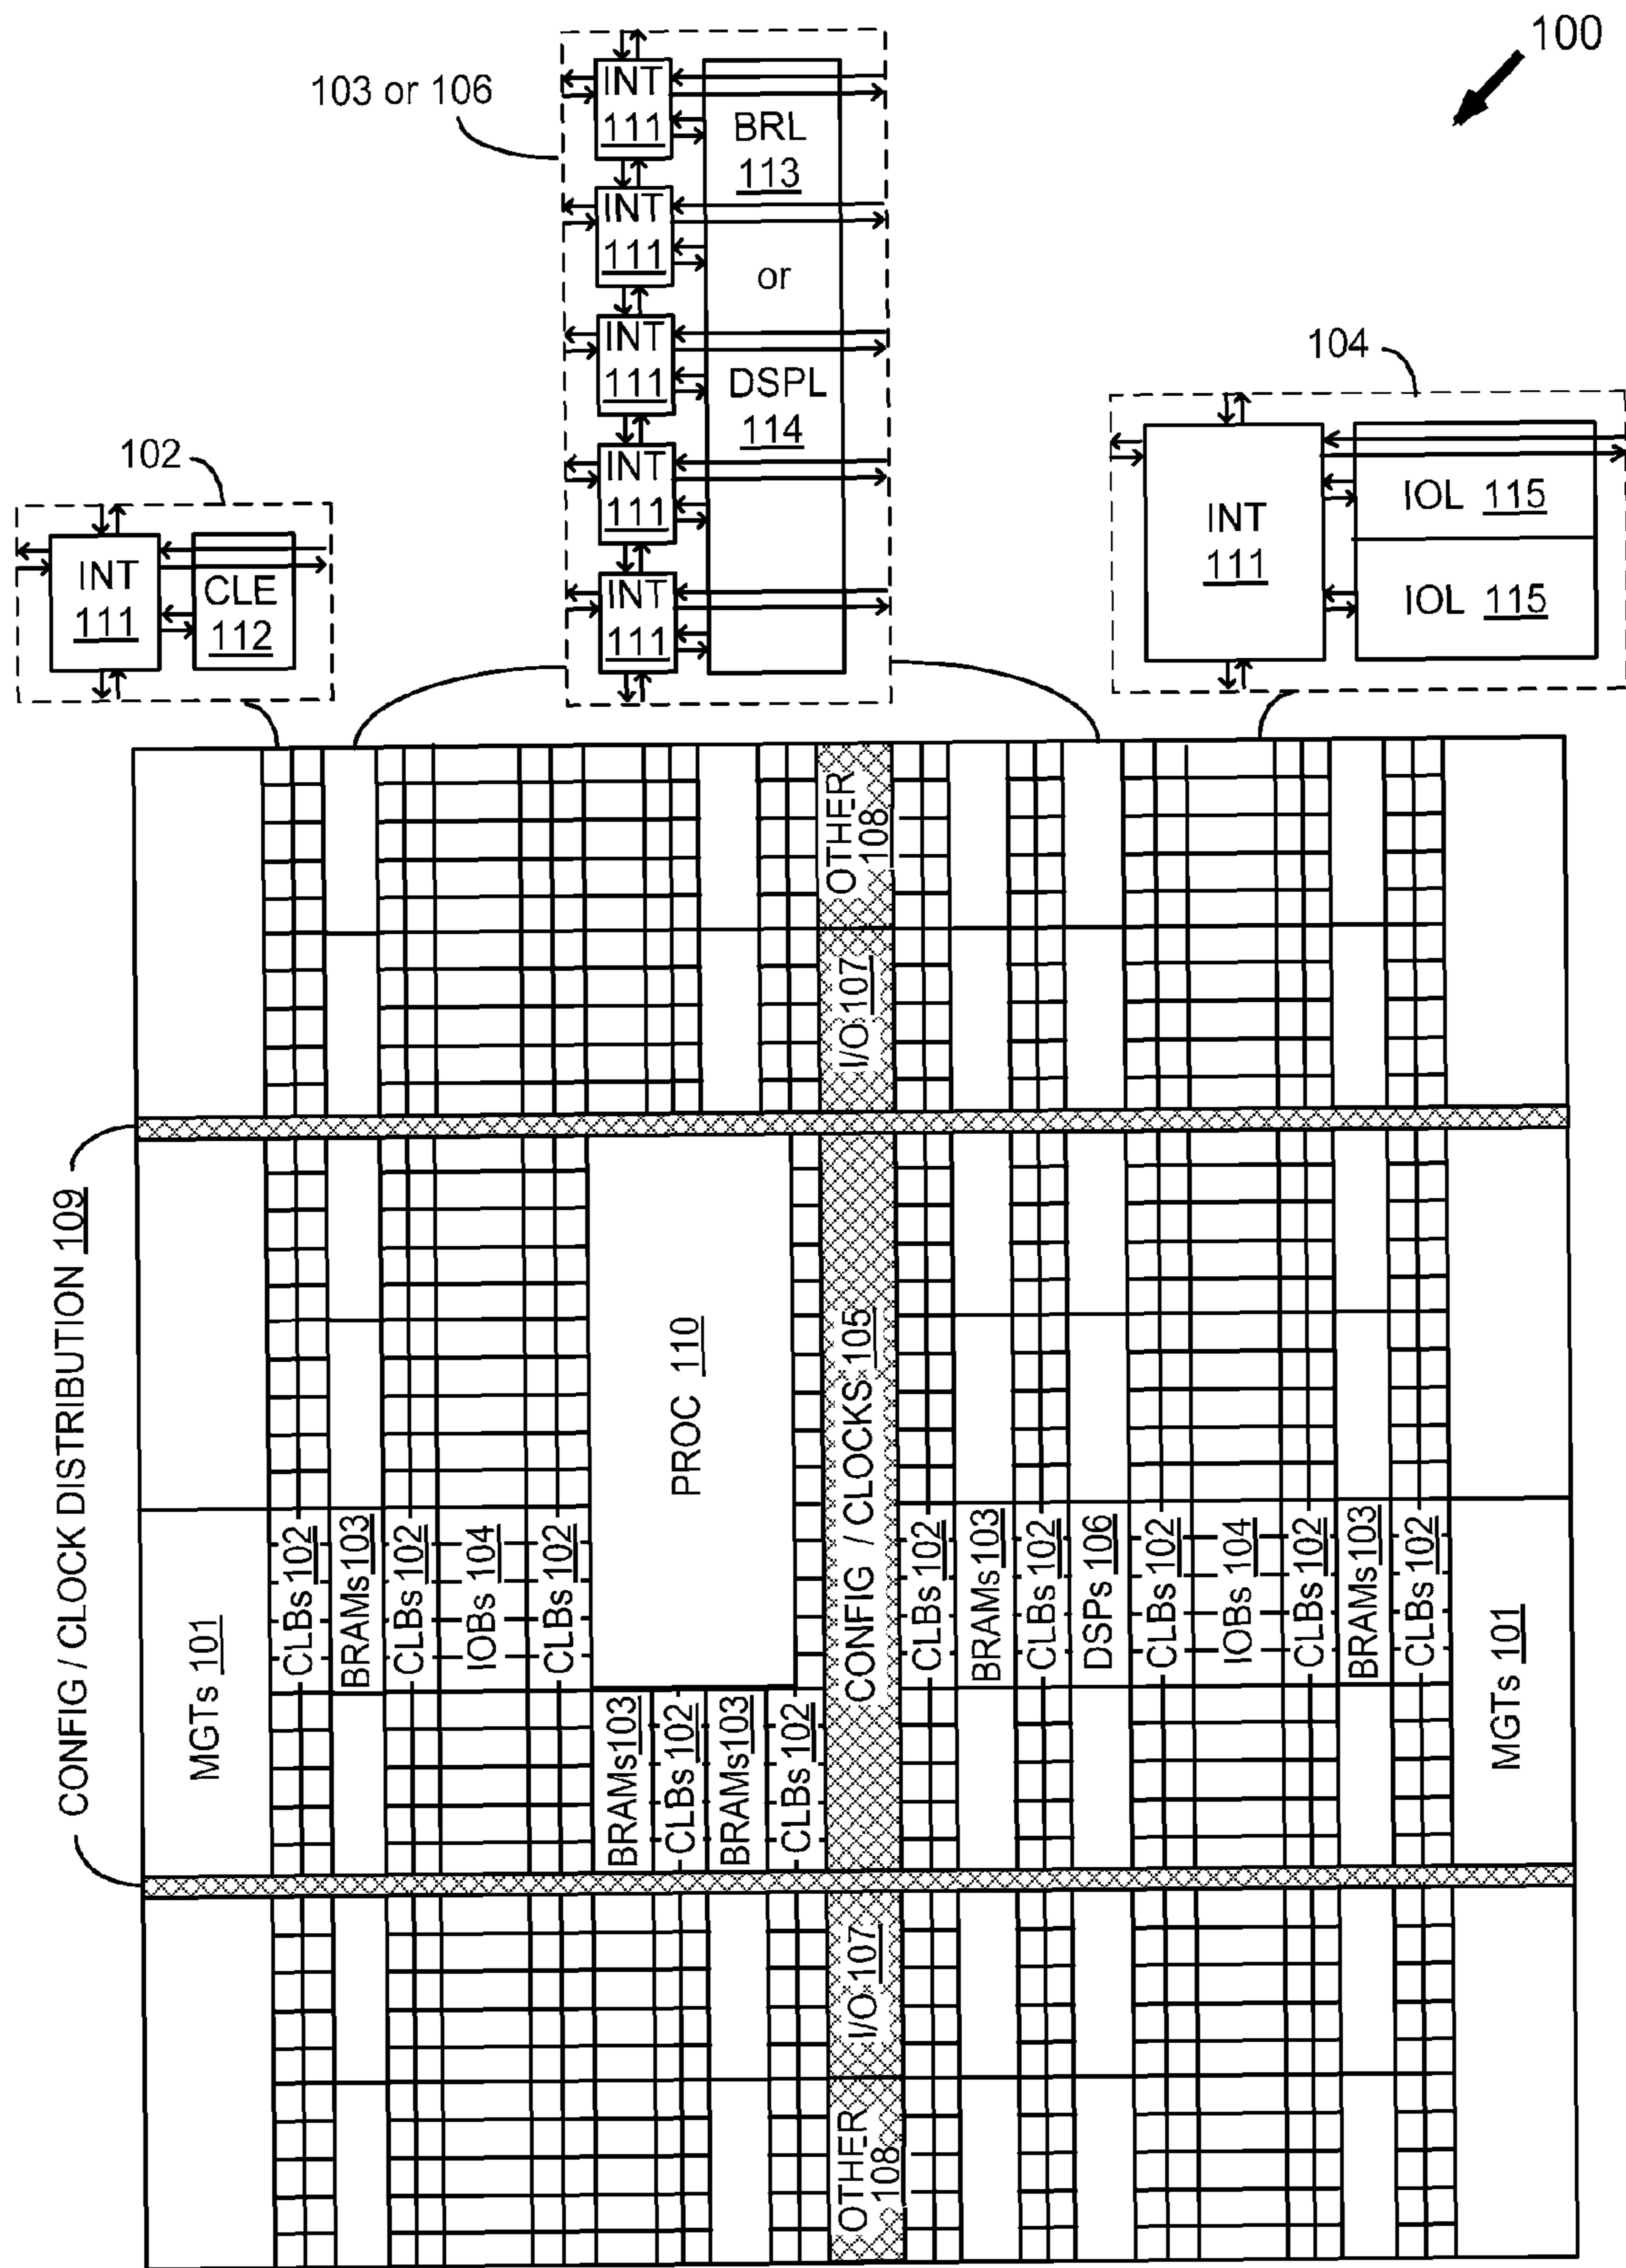 100
103 or 106
INT
111
INT
111
INT
111
INT
111
INT
111
BRL
113
or
DSPL
114
104
INT
111
IOL 115
IOL 115
102
INT
111
CLE
112
OTHER
108
I/O 107
CONFIG / CLOCK DISTRIBUTION 109
PROC 110
CONFIG / CLOCKS 105
MGTs 101
CLBs 102
BRAMs 103
CLBs 102
IOBs 104
CLBs 102
BRAMs 103
CLBs 102
BRAMs 103
CLBs 102
CLBs 102
BRAMs 103
CLBs 102
DSPs 106
CLBs 102
IOBs 104
CLBs 102
BRAMs 103
CLBs 102
MGTs 101
I/O 107
OTHER
108